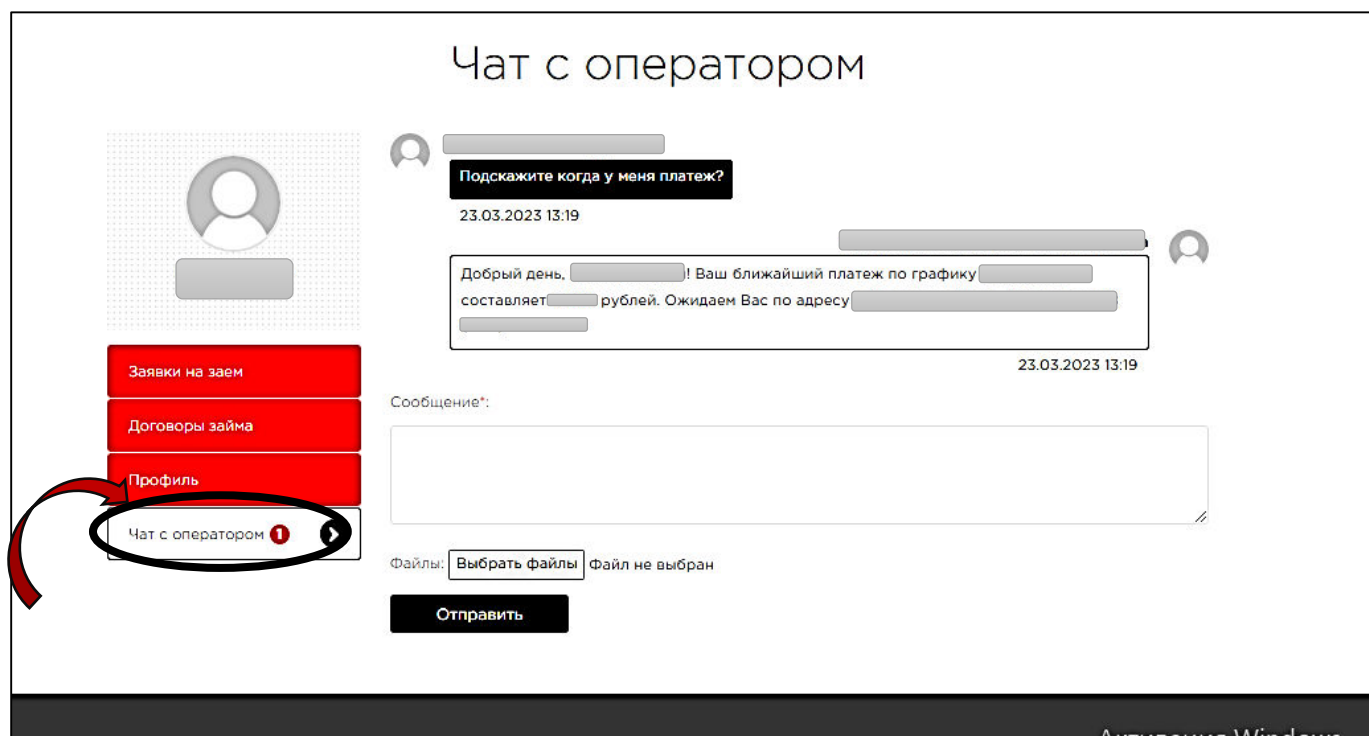 Чат с оператором
Подскажите когда у меня платеж?
23.03.2023 13:19
Добрый день, ! Ваш ближайший платеж по графику
составляет рублей. Ожидаем Вас по адресу
23.03.2023 13:19
Заявки на заем
Договоры займа
Профиль
Чат с оператором 1
Сообщение*:
Файлы: Выбрать файлы Файл не выбран
Отправить